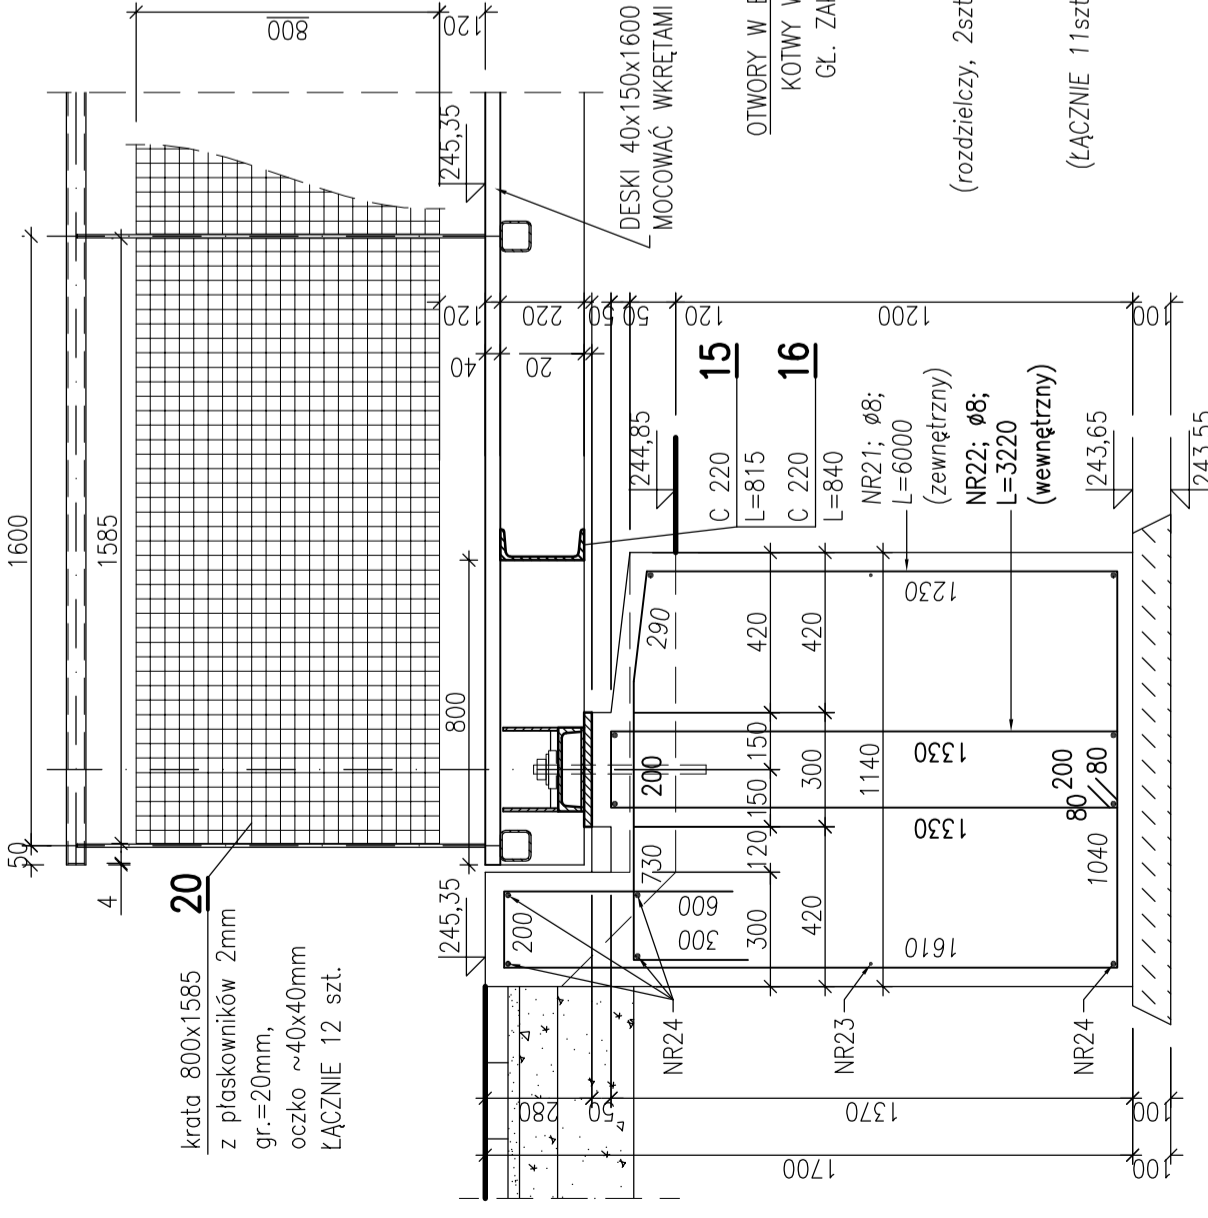 1600
50
1585
4
800
120
krata 800x1585
20
z płaskowników 2mm
gr.=20mm,
oczko ~40x40mm
ŁĄCZNIE 12 szt.
245,35
245,35
DESKI 40x150x1600
MOCOWAĆ WKRĘTAMI
OTWORY W
KOTWY
GŁ.
(rozdzielczy, 2szt
(ŁĄCZNIE 11szt
800
40
20
120
220
50
50
120
1200
100
244,85
C 220
L=815
15
C 220
L=840
16
NR21; ø8;
L=6000
(zewnętrzny)
NR22; ø8;
L=3220
(wewnętrzny)
243,65
243,55
200
730
200
290
300
600
300
120
150
150
420
420
300
420
1140
1610
1330
1330
1230
1040
80
200
80
NR24
NR23
NR24
280
50
1370
100
1700
100